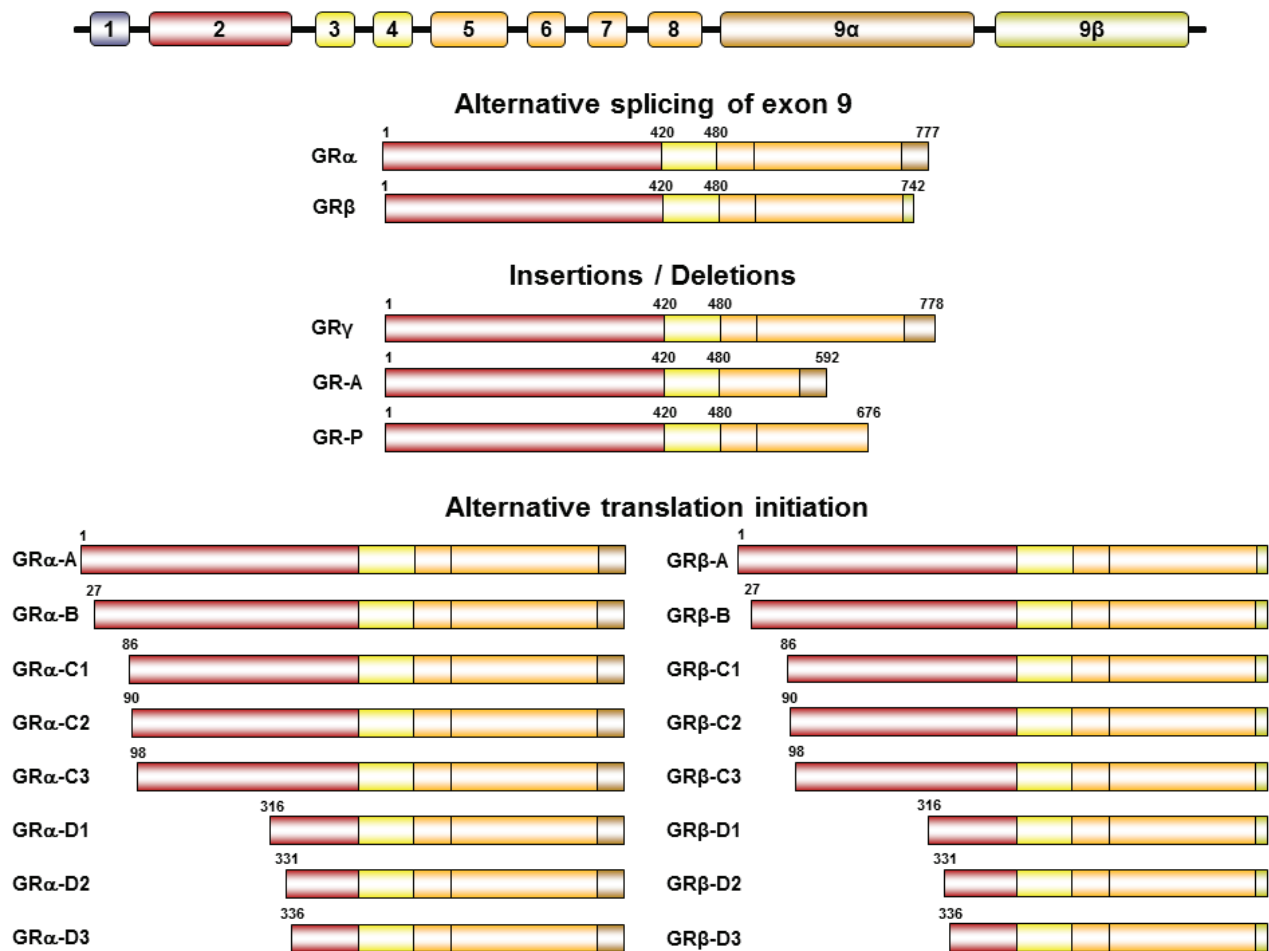 1 2 3 4 5 6 7 8 9α 9β
Alternative splicing of exon 9
1 420 480 777
GRα
1 420 480 742
GRβ
Insertions / Deletions
1 420 480 778
GRγ
1 420 480 592
GR-A
1 420 480 676
GR-P
Alternative translation initiation
1 1
GRα-A GRβ-A
27 27
GRα-B GRβ-B
86 86
GRα-C1 GRβ-C1
90 90
GRα-C2 GRβ-C2
98 98
GRα-C3 GRβ-C3
316 316
GRα-D1 GRβ-D1
331 331
GRα-D2 GRβ-D2
336 336
GRα-D3 GRβ-D3